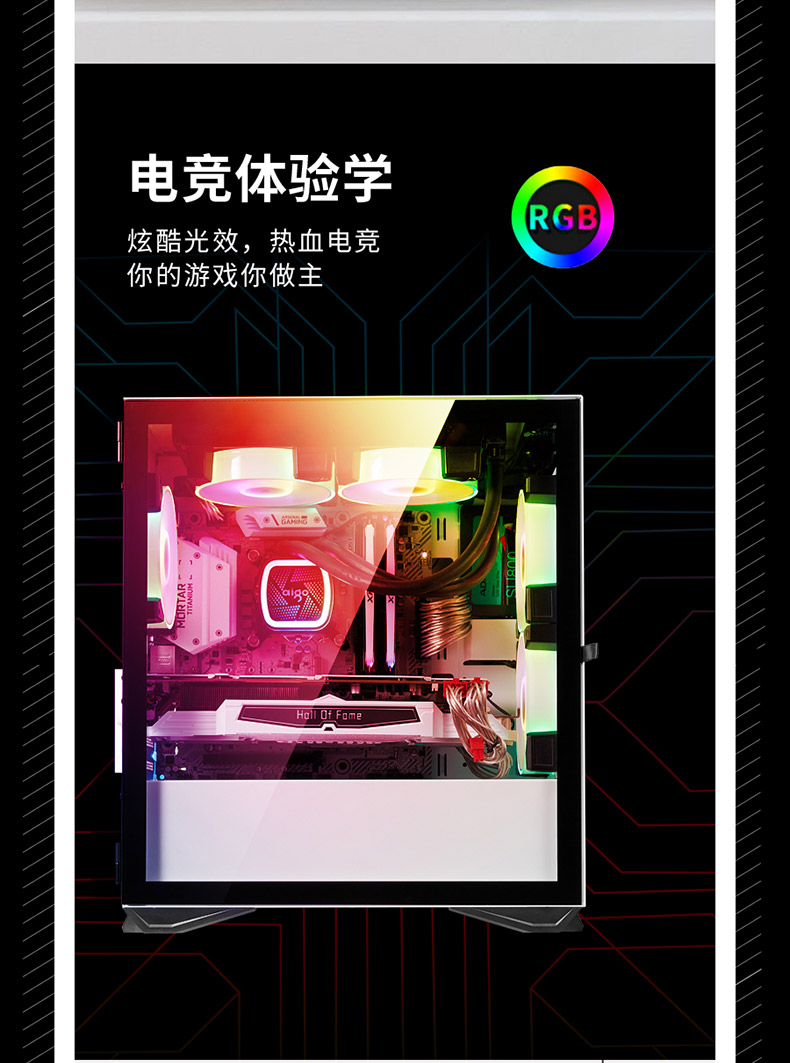 电竞体验学
炫酷光效，热血电竞
你的游戏你做主
RGB
ARSENAL
GAMING
MORTAR
TITANIUM
aigo
SU800
Hall Of Fame